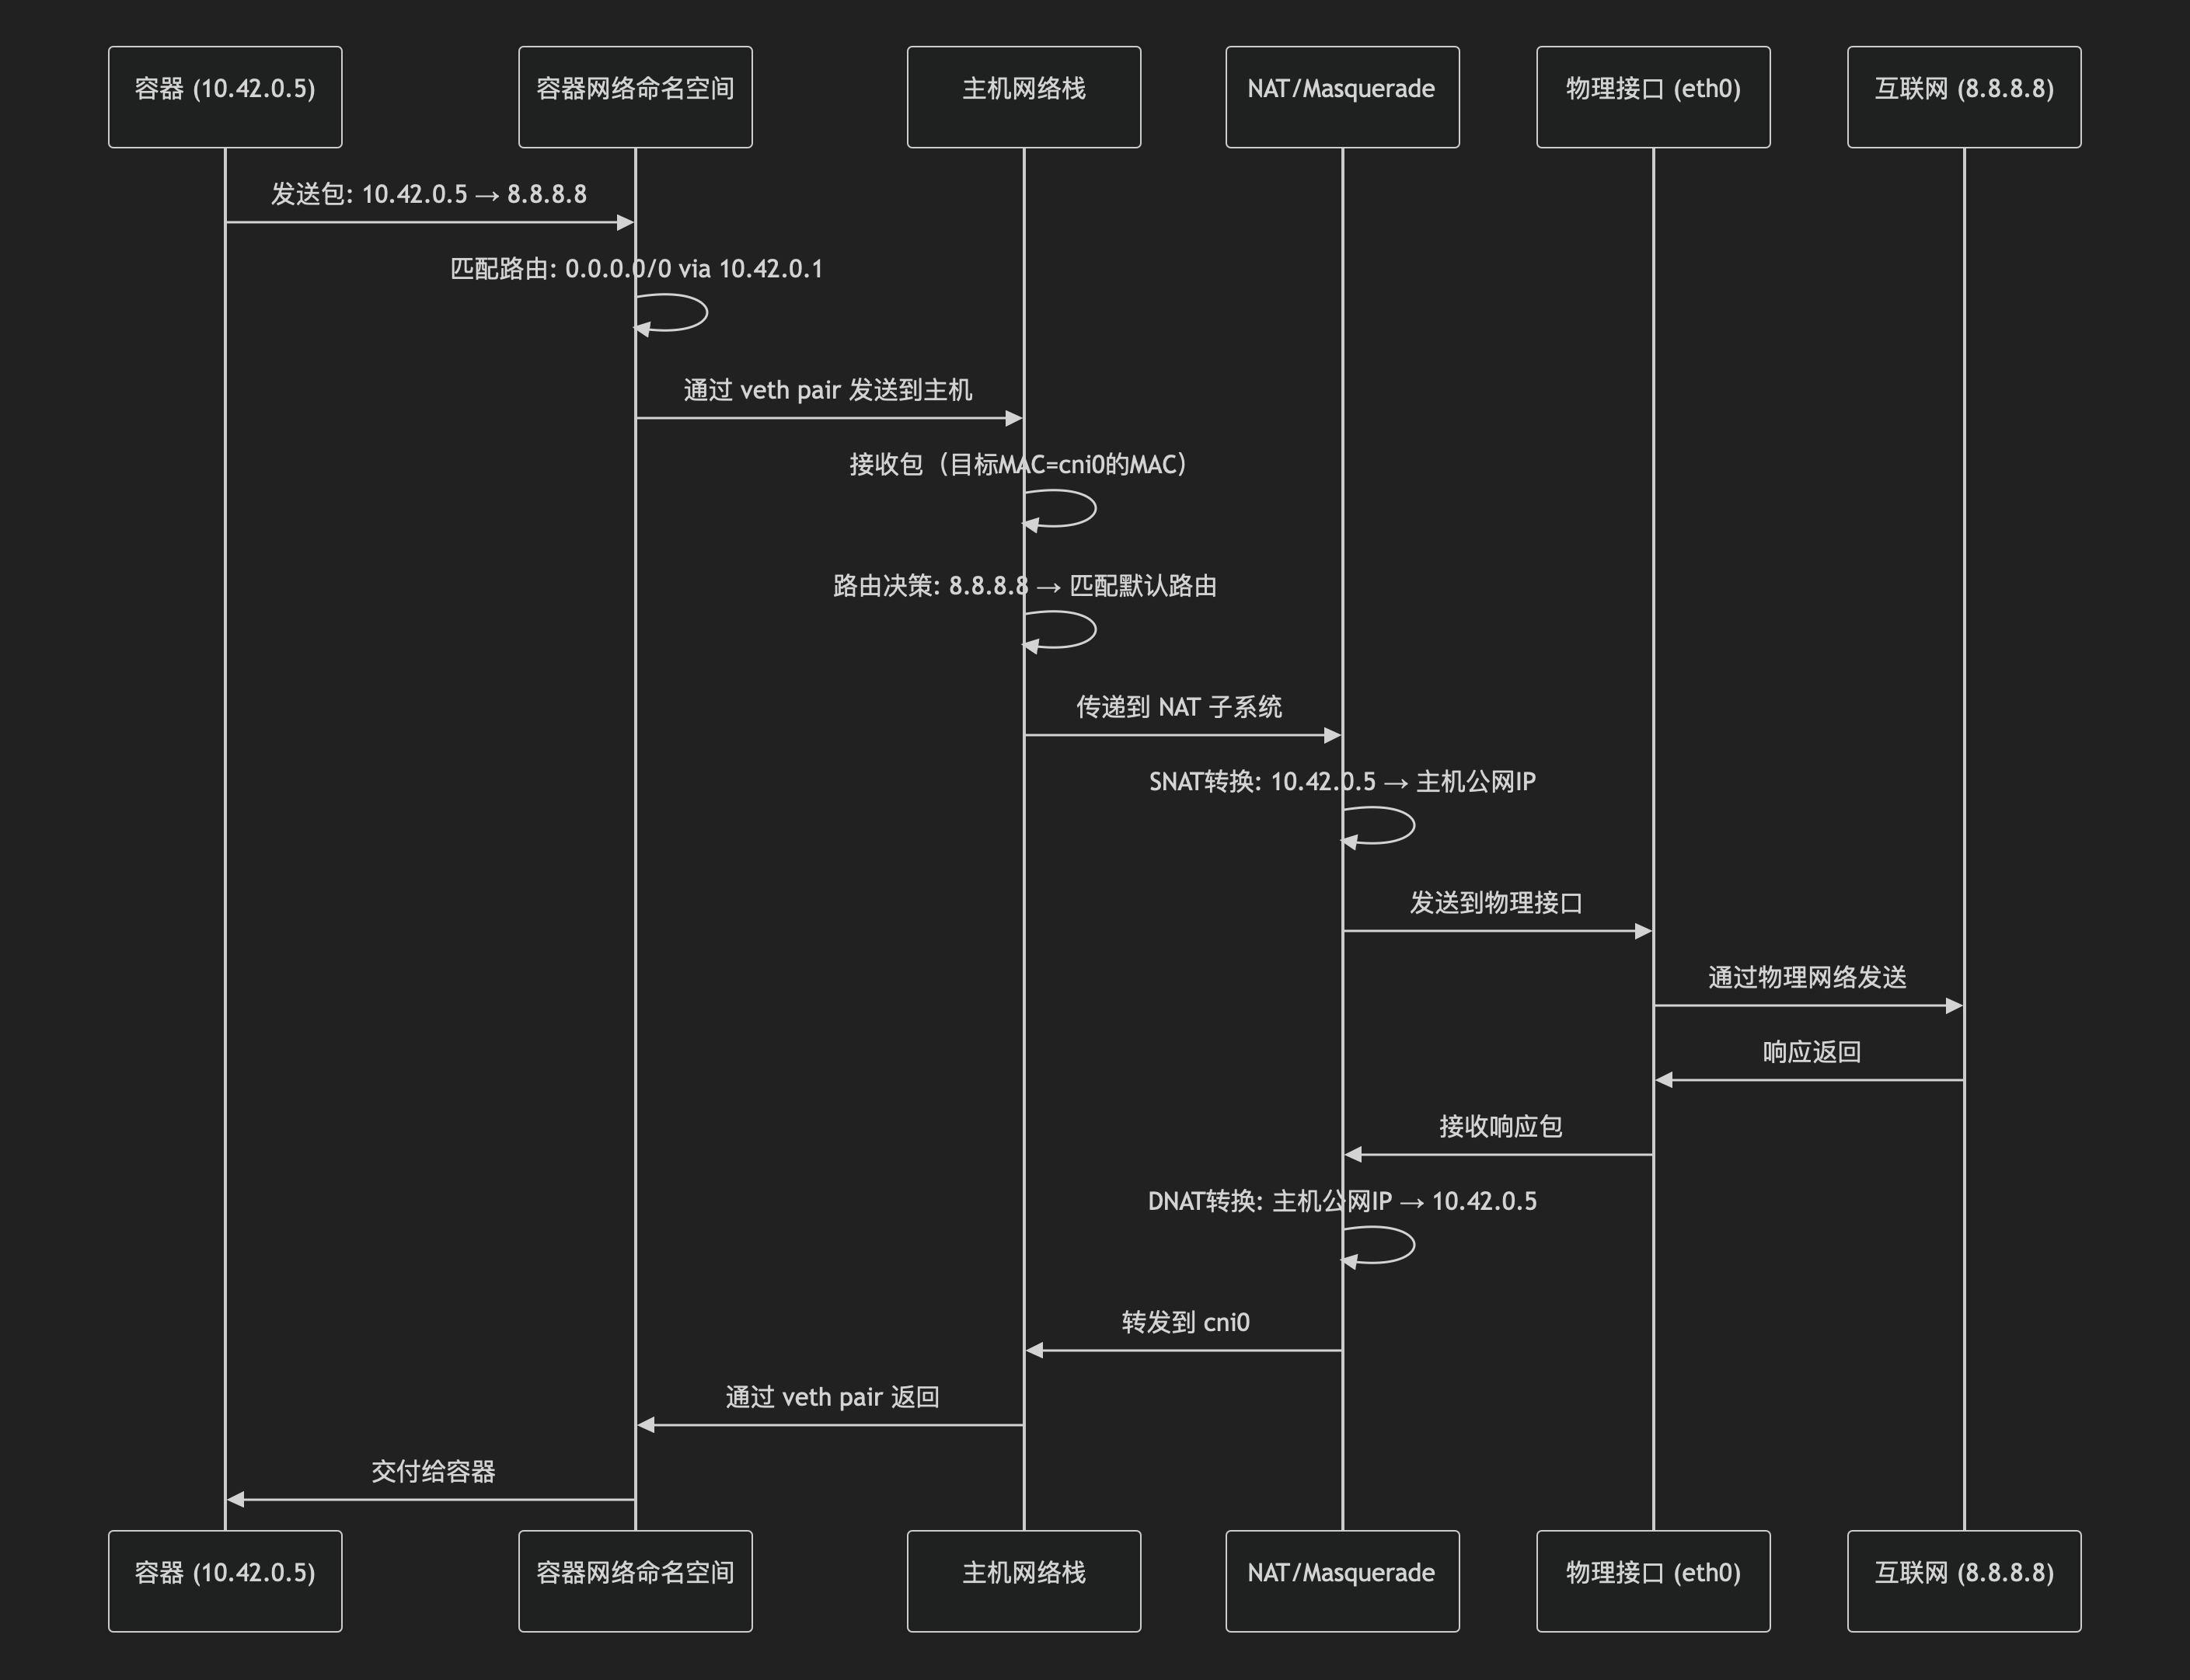 容器 (10.42.0.5)
容器网络命名空间
主机网络栈
NAT/Masquerade
物理接口 (eth0)
互联网 (8.8.8.8)
发送包: 10.42.0.5 → 8.8.8.8
匹配路由: 0.0.0.0/0 via 10.42.0.1
通过 veth pair 发送到主机
接收包（目标MAC=cni0的MAC）
路由决策: 8.8.8.8 → 匹配默认路由
传递到 NAT 子系统
SNAT转换: 10.42.0.5 → 主机公网IP
发送到物理接口
通过物理网络发送
响应返回
接收响应包
DNAT转换: 主机公网IP → 10.42.0.5
转发到 cni0
通过 veth pair 返回
交付给容器
容器 (10.42.0.5)
容器网络命名空间
主机网络栈
NAT/Masquerade
物理接口 (eth0)
互联网 (8.8.8.8)